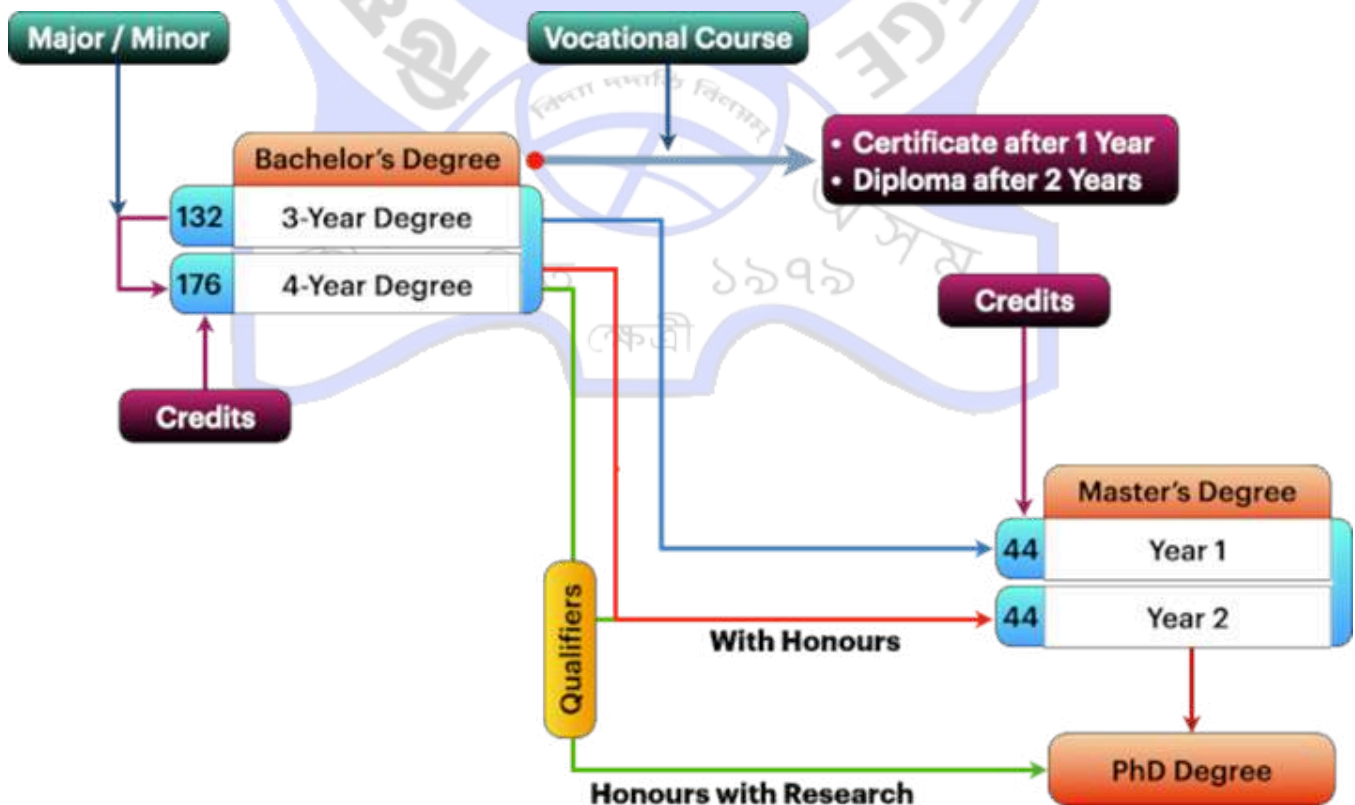 Major / Minor
Vocational Course
Bachelor's Degree
• Certificate after 1 Year
• Diploma after 2 Years
132 3-Year Degree
176 4-Year Degree
১৯৭৯
Credits
Credits
ক্ষেত্রী
Master's Degree
44 Year 1
44 Year 2
Qualifiers
With Honours
PhD Degree
Honours with Research